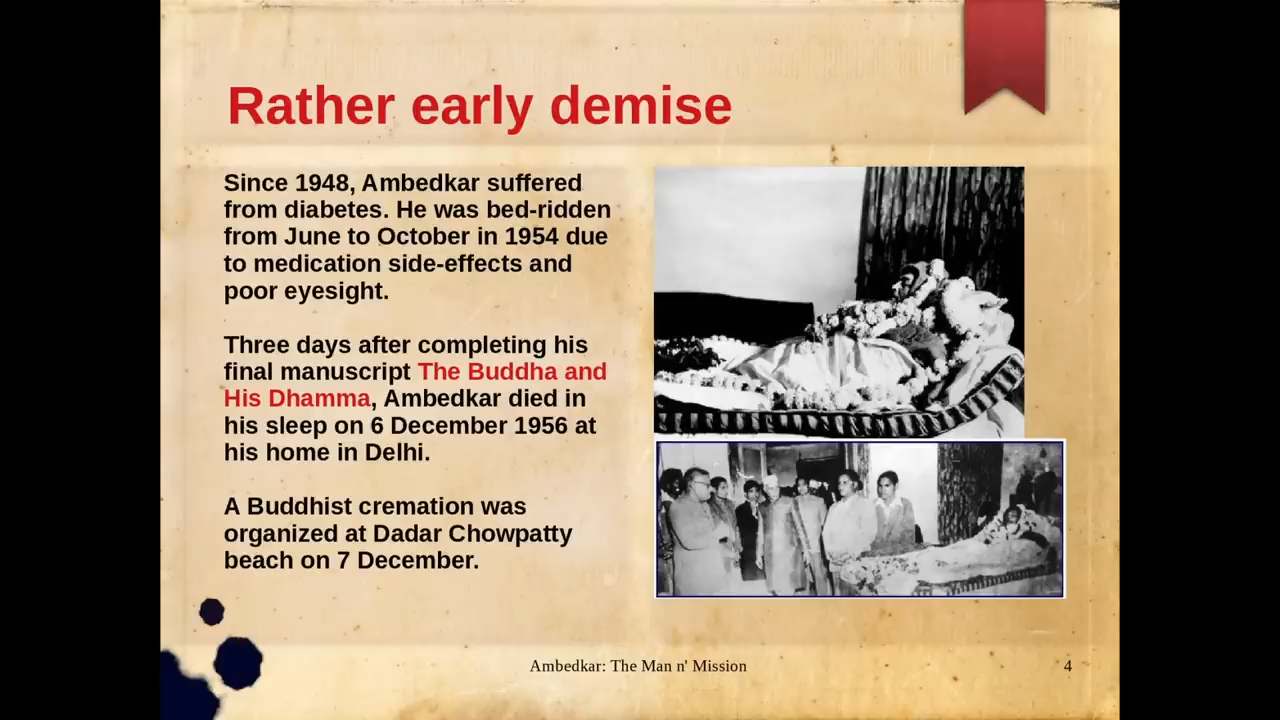 Rather early demise
Since 1948, Ambedkar suffered
from diabetes. He was bed-ridden
from June to October in 1954 due
to medication side-effects and
poor eyesight.
Three days after completing his
final manuscript The Buddha and
His Dhamma, Ambedkar died in
his sleep on 6 December 1956 at
his home in Delhi.
A Buddhist cremation was
organized at Dadar Chowpatty
beach on 7 December.
Ambedkar: The Man n' Mission
4